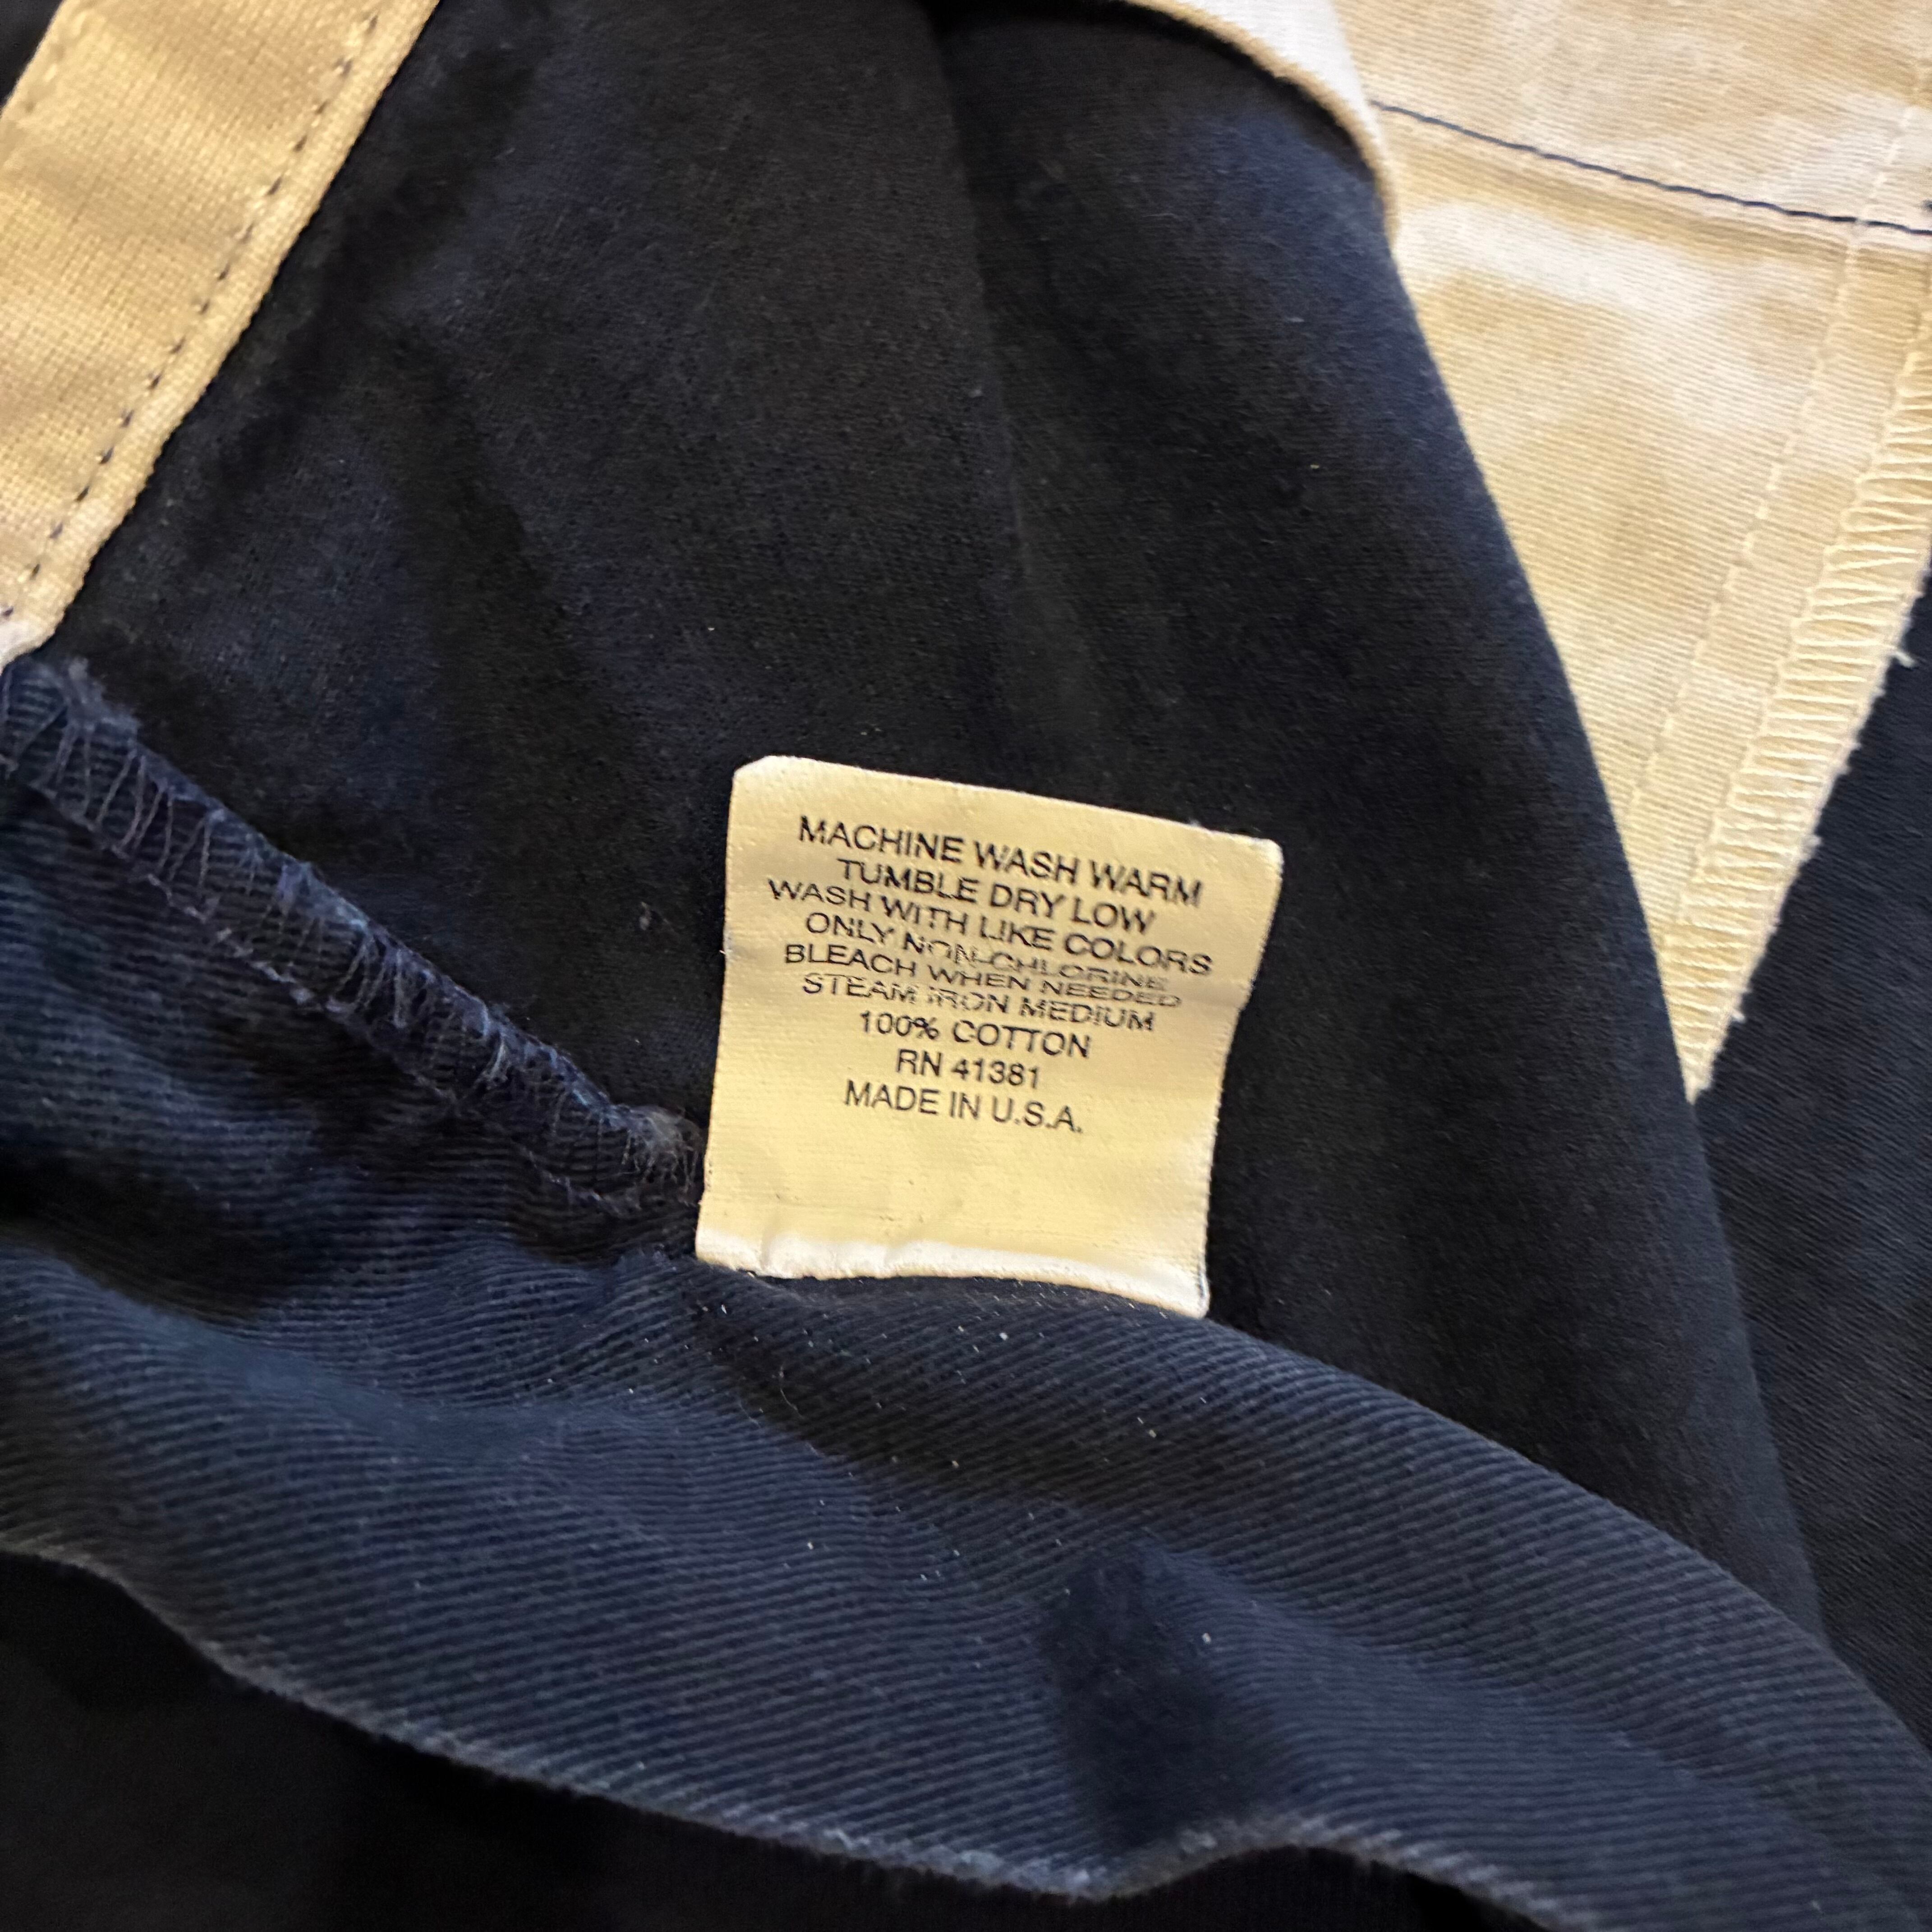 MACHINE WASH WARM
TUMBLE DRY LOW
WASH WITH LIKE COLORS
ONLY NON-CHLORINE
BLEACH WHEN NEEDED
STEAM IRON MEDIUM
100% COTTON
RN 41381
MADE IN U.S.A.